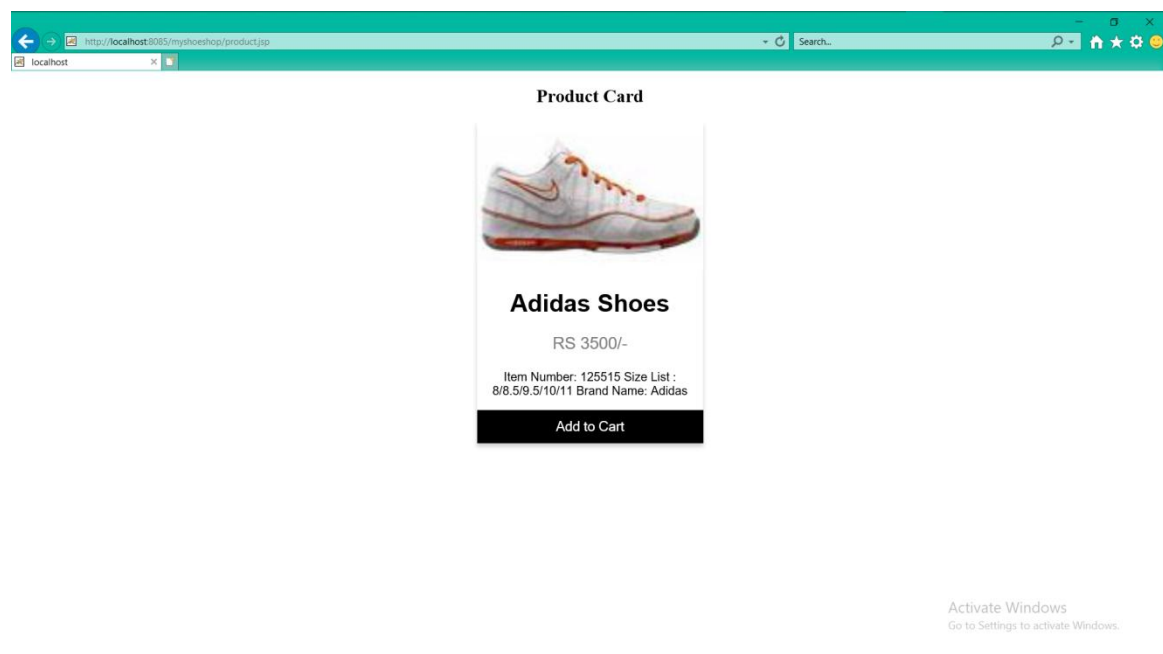 http://localhost:8085/myshoeshop/product.jsp
Search...
localhost
Product Card
Adidas Shoes
RS 3500/-
Item Number: 125515 Size List :
8/8.5/9.5/10/11 Brand Name: Adidas
Add to Cart
Activate Windows
Go to Settings to activate Windows.